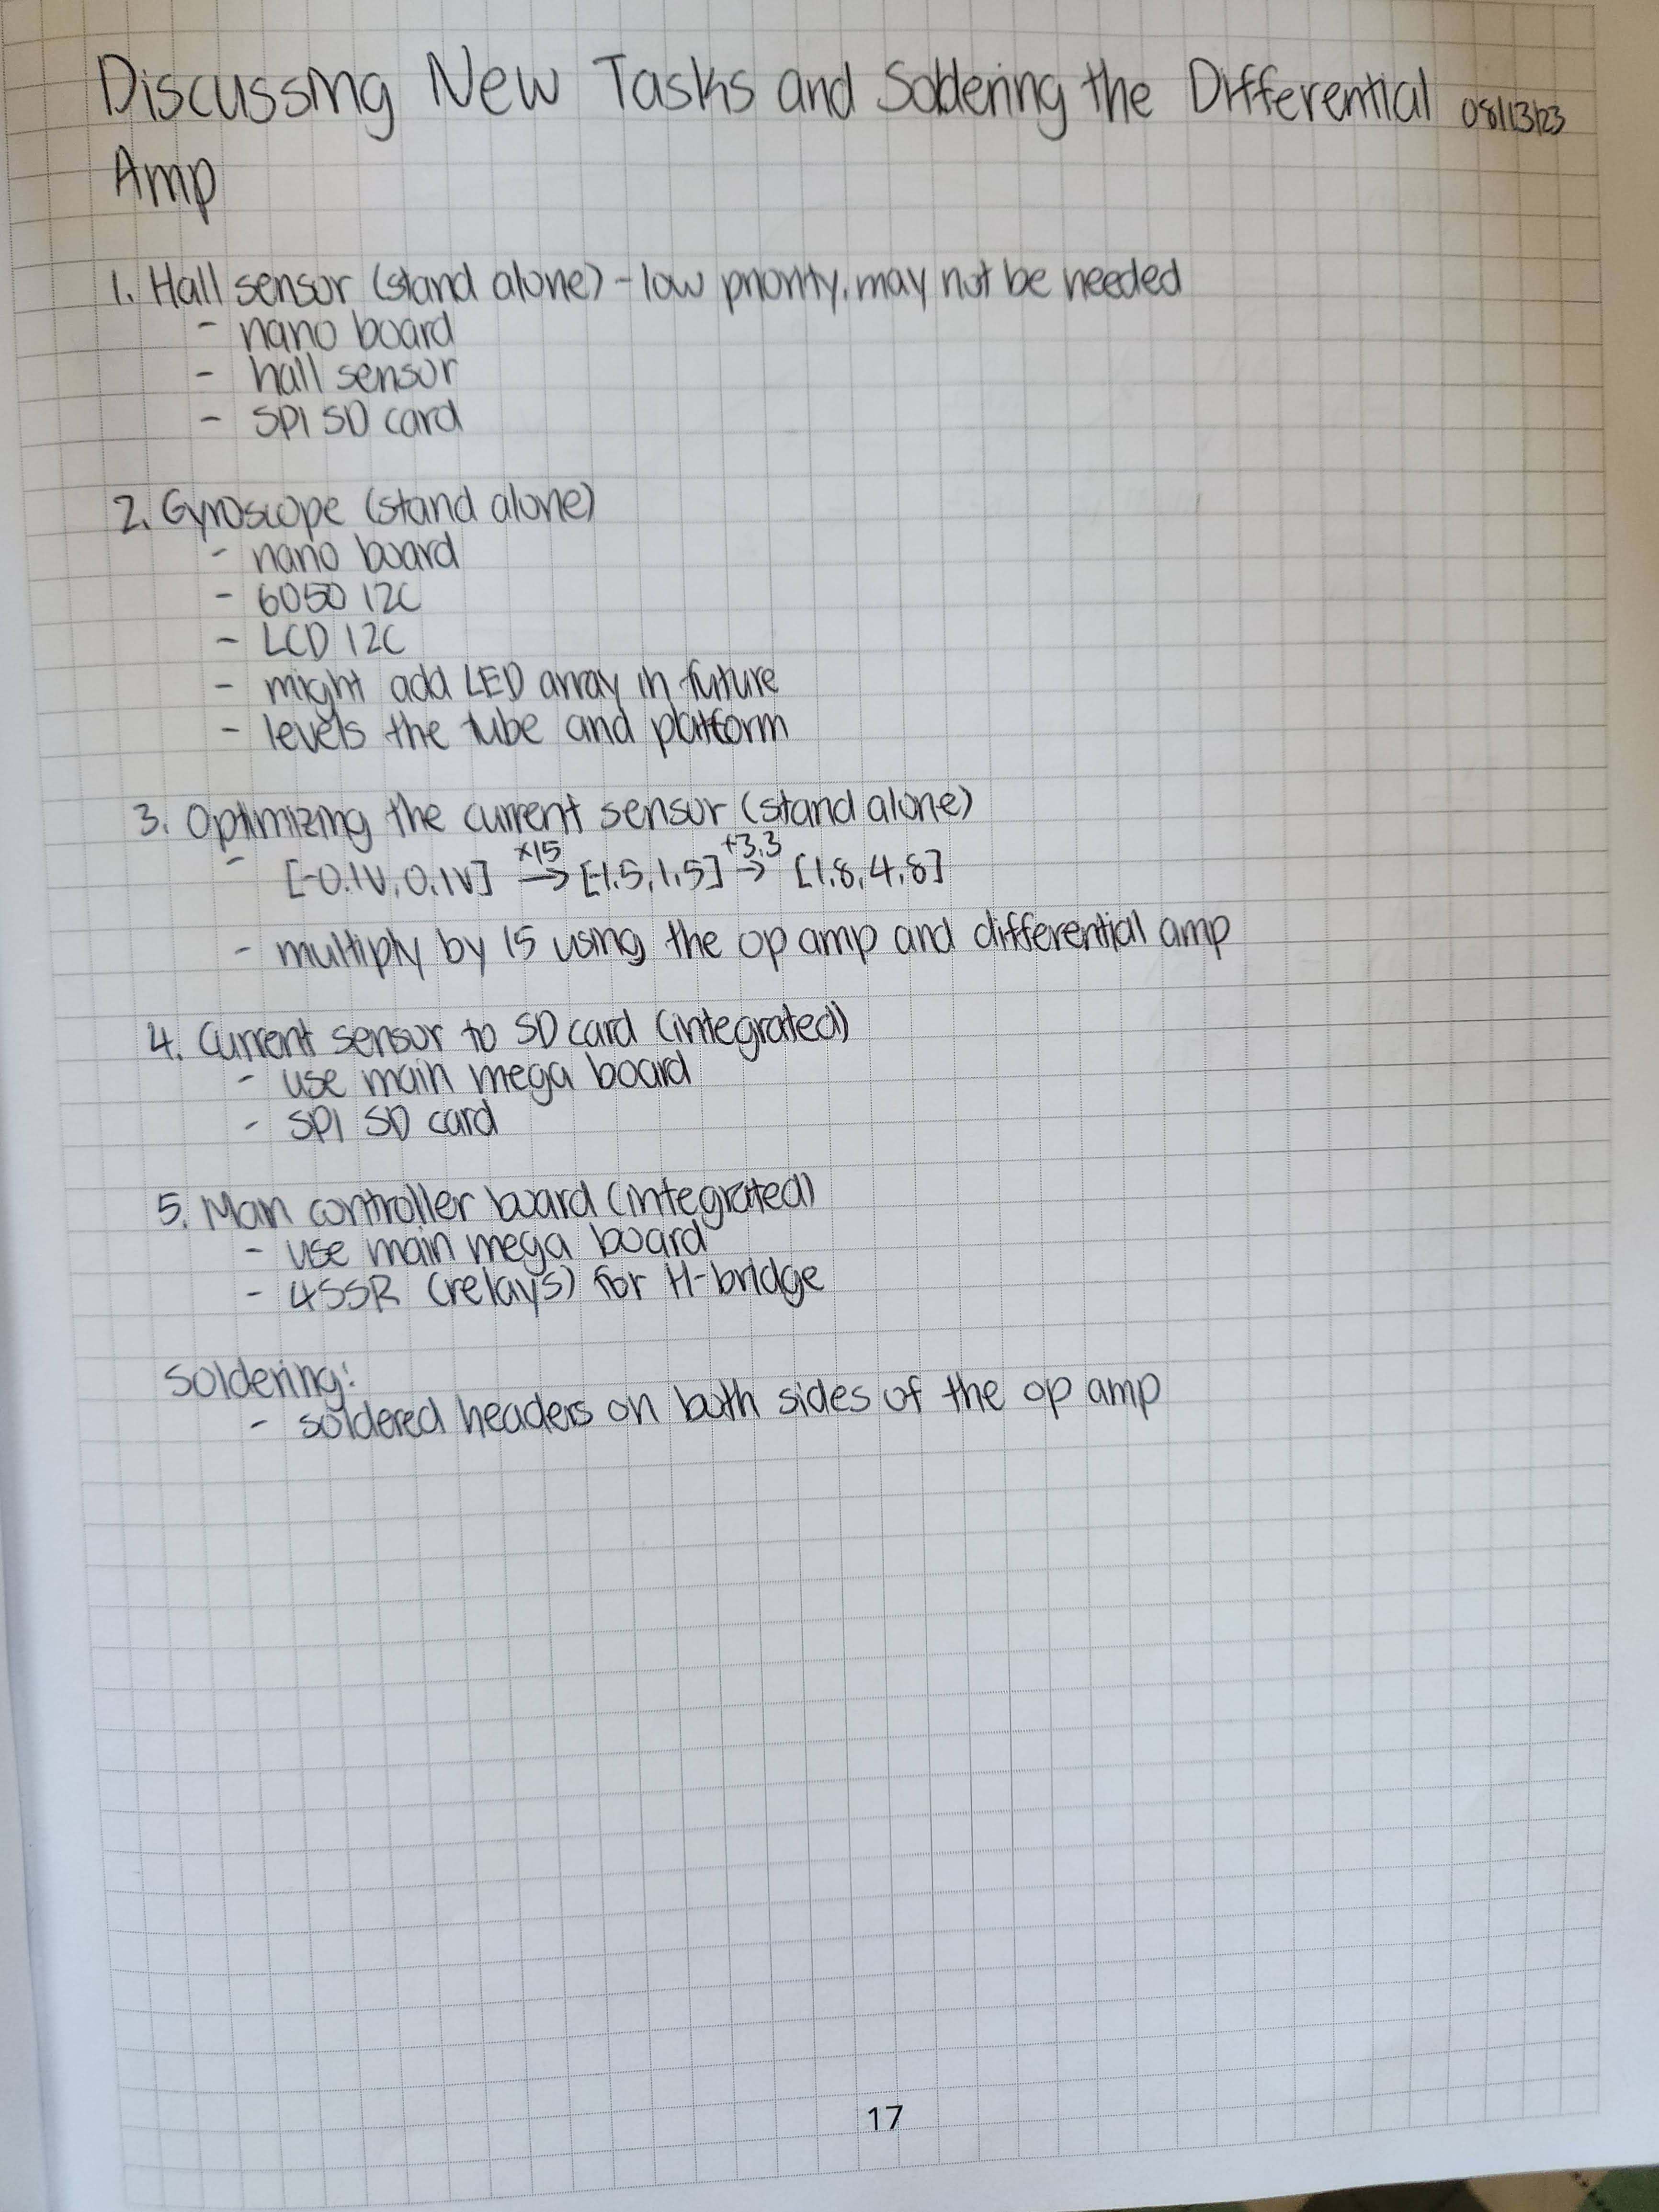 Discussing New Tasks and Soldering the Differential 08/13/23
Amp
1. Hall sensor (stand alone) - low priority, may not be needed
- nano board
- hall sensor
- SPI SD card
2. Gyroscope (stand alone)
- nano board
- 6050 I2C
- LCD I2C
- might add LED array in future
- levels the tube and platform
3. Optimizing the current sensor (stand alone)
- [-0.1V, 0.1V] x15→ [-1.5, 1.5] +3.3→ [1.8, 4.8]
- multiply by 15 using the op amp and differential amp
4. Current sensor to SD card (integrated)
- use main mega board
- SPI SD card
5. Main controller board (integrated)
- use main mega board
- 4SSR (relays) for H-bridge
Soldering:
- soldered headers on both sides of the op amp
17